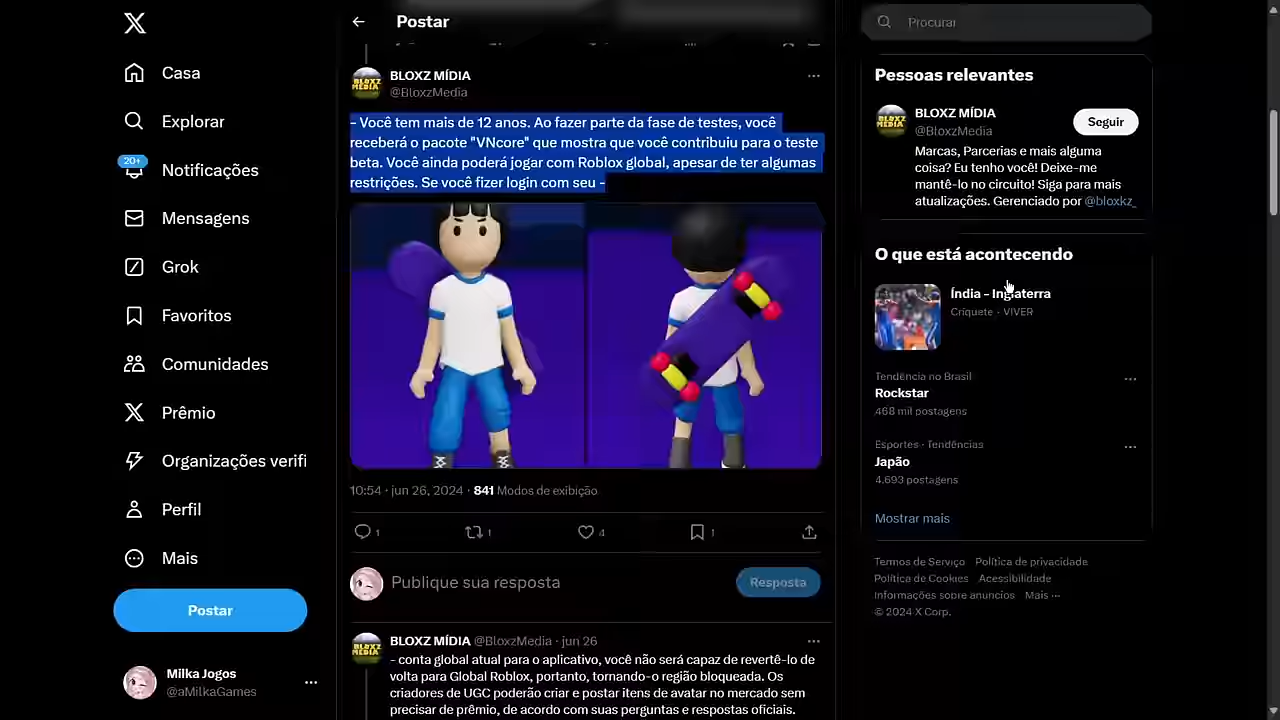 Casa
Explorar
20+
Notificações
Mensagens
Grok
Favoritos
Comunidades
Prêmio
Organizações verifi
Perfil
Mais
Postar
Milka Jogos
@aMilkaGames
Postar
BLOXZ MÍDIA
@BloxzMedia
- Você tem mais de 12 anos. Ao fazer parte da fase de testes, você
receberá o pacote "VNcore" que mostra que você contribuiu para o teste
beta. Você ainda poderá jogar com Roblox global, apesar de ter algumas
restrições. Se você fizer login com seu -
10:54 · jun 26, 2024 · 841 Modos de exibição
1
1
4
1
Publique sua resposta
Resposta
BLOXZ MÍDIA @BloxzMedia · jun 26
- conta global atual para o aplicativo, você não será capaz de revertê-lo de
volta para Global Roblox, portanto, tornando-o região bloqueada. Os
criadores de UGC poderão criar e postar itens de avatar no mercado sem
precisar de prêmio, de acordo com suas perguntas e respostas oficiais.
Procurar
Pessoas relevantes
BLOXZ MÍDIA
@BloxzMedia
Seguir
Marcas, Parcerias e mais alguma
coisa? Eu tenho você! Deixe-me
mantê-lo no circuito! Siga para mais
atualizações. Gerenciado por @bloxkz_
O que está acontecendo
Índia - Inglaterra
Críquete · VIVER
Tendência no Brasil
Rockstar
468 mil postagens
Esportes · Tendências
Japão
4.693 postagens
Mostrar mais
Termos de Serviço Política de privacidade
Política de Cookies Acessibilidade
Informações sobre anúncios Mais ···
© 2024 X Corp.